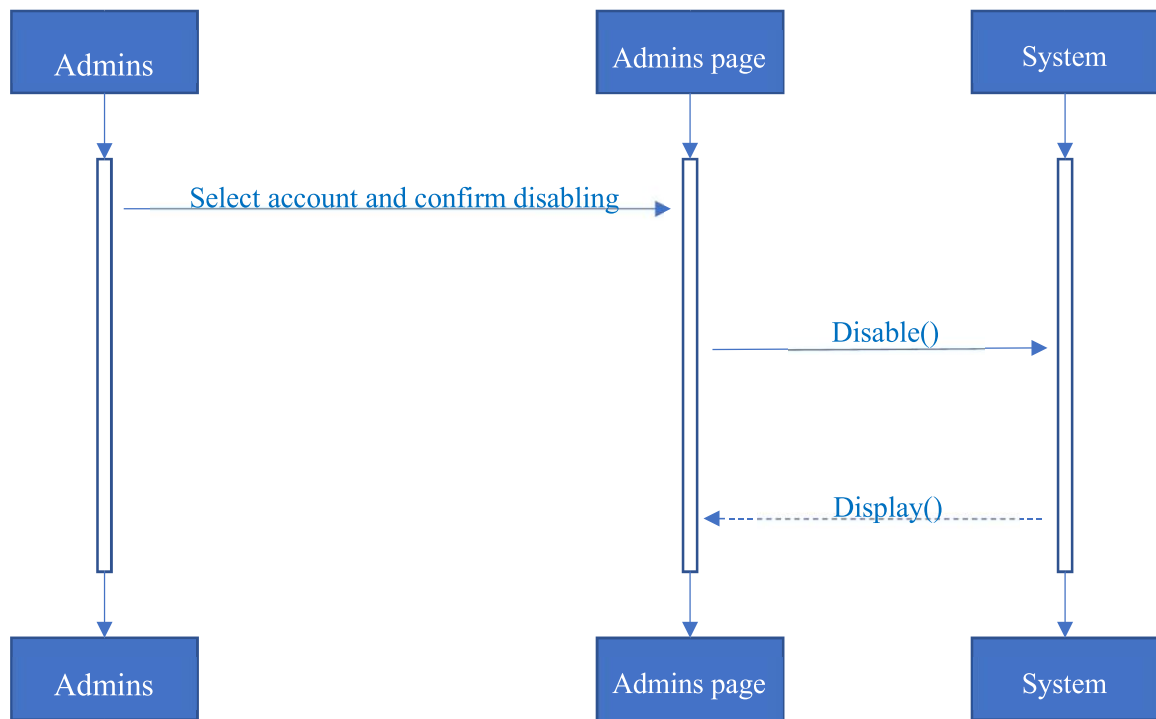 Admins
Admins page
System
Select account and confirm disabling
Disable()
Display()
Admins
Admins page
System